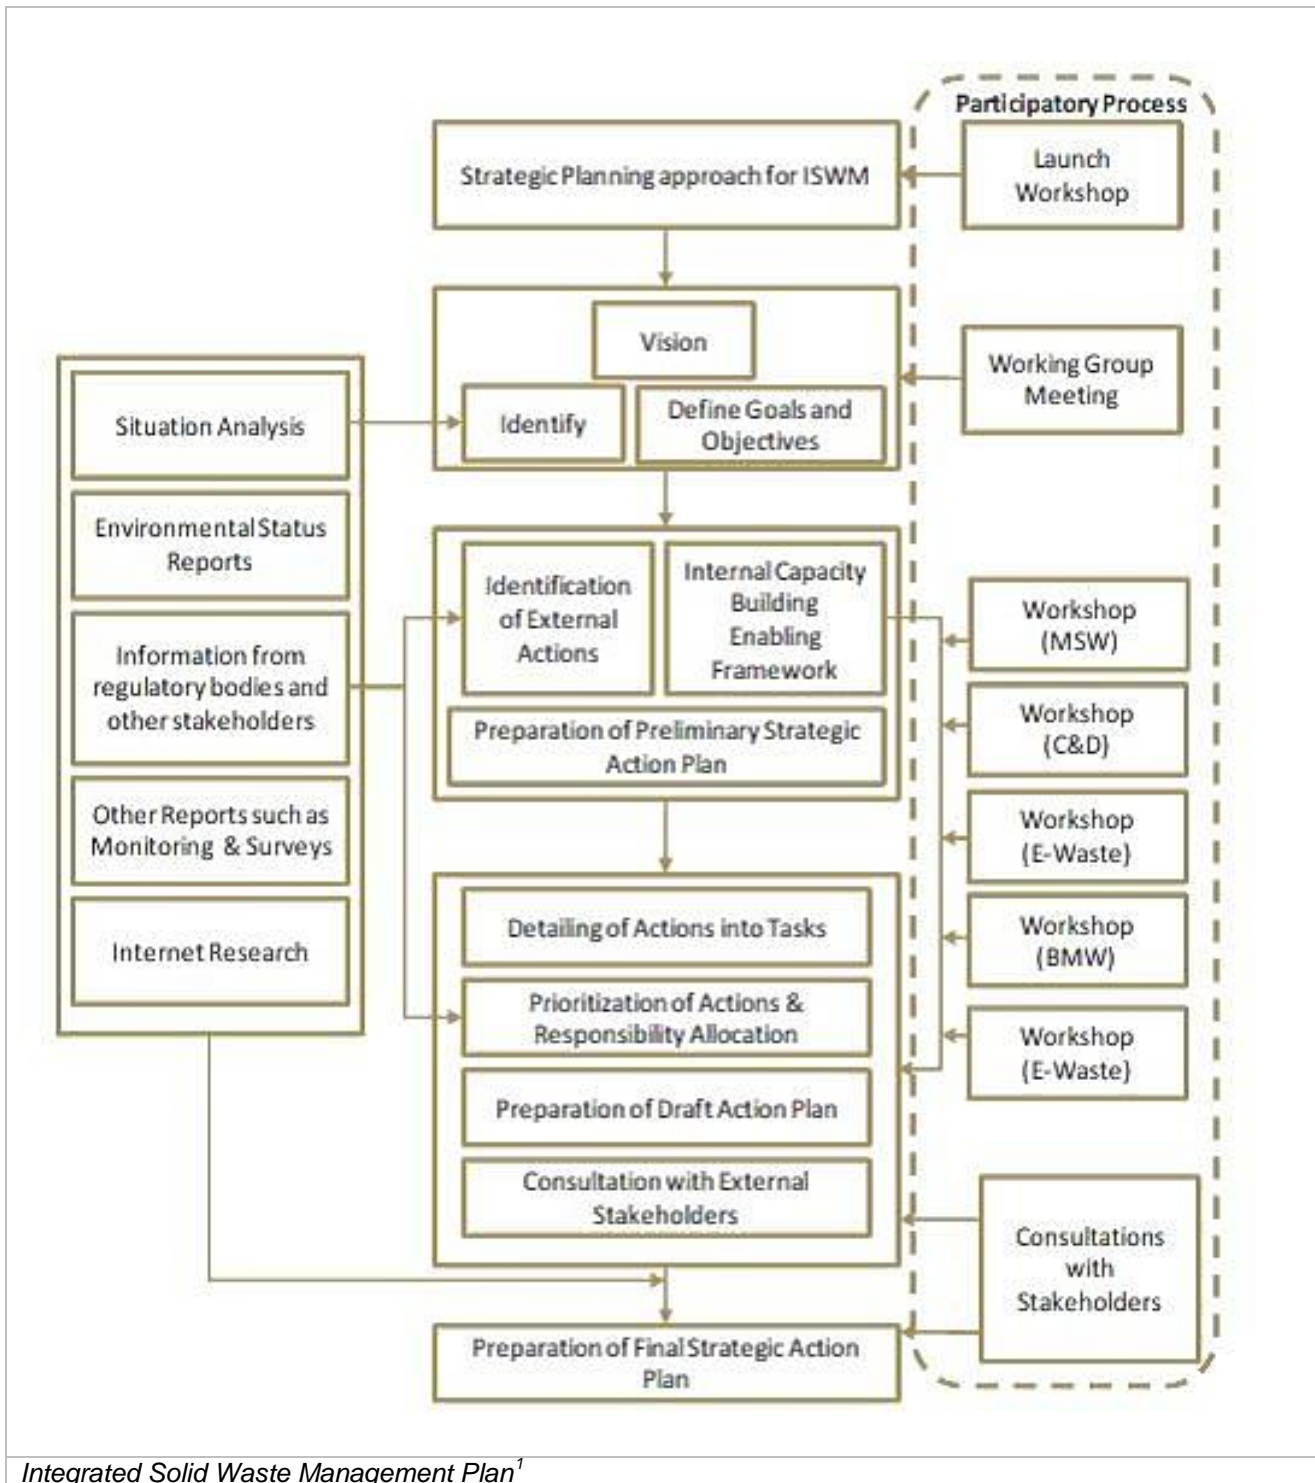 Participatory Process
Strategic Planning approach for ISWM
Launch
Workshop
Vision
Identify
Define Goals and
Objectives
Working Group
Meeting
Situation Analysis
Environmental Status
Reports
Information from
regulatory bodies and
other stakeholders
Other Reports such as
Monitoring & Surveys
Internet Research
Identification
of External
Actions
Internal Capacity
Building
Enabling
Framework
Preparation of Preliminary Strategic
Action Plan
Workshop
(MSW)
Workshop
(C&D)
Workshop
(E-Waste)
Workshop
(BMW)
Workshop
(E-Waste)
Detailing of Actions into Tasks
Prioritization of Actions &
Responsibility Allocation
Preparation of Draft Action Plan
Consultation with External
Stakeholders
Consultations
with
Stakeholders
Preparation of Final Strategic Action
Plan
Integrated Solid Waste Management Plan¹